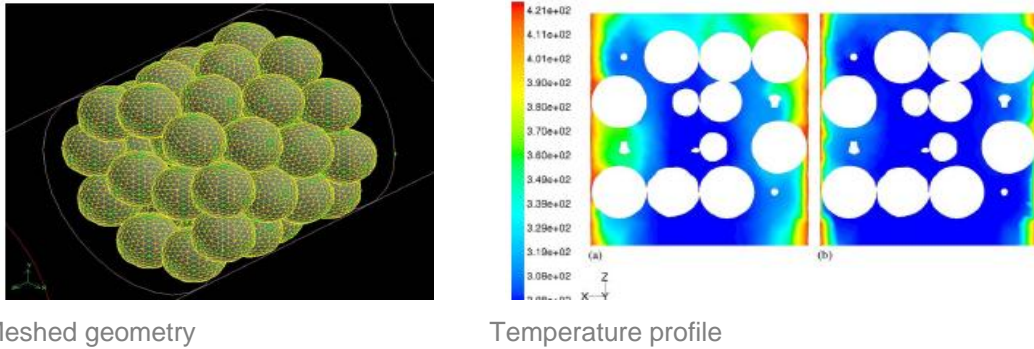 4.21e+02
4.11e+02
4.01e+02
3.90e+02
3.80e+02
3.70e+02
3.60e+02
3.49e+02
3.39e+02
3.29e+02
3.19e+02
3.08e+02
(a)
(b)
Z
X
Y
Meshed geometry
Temperature profile